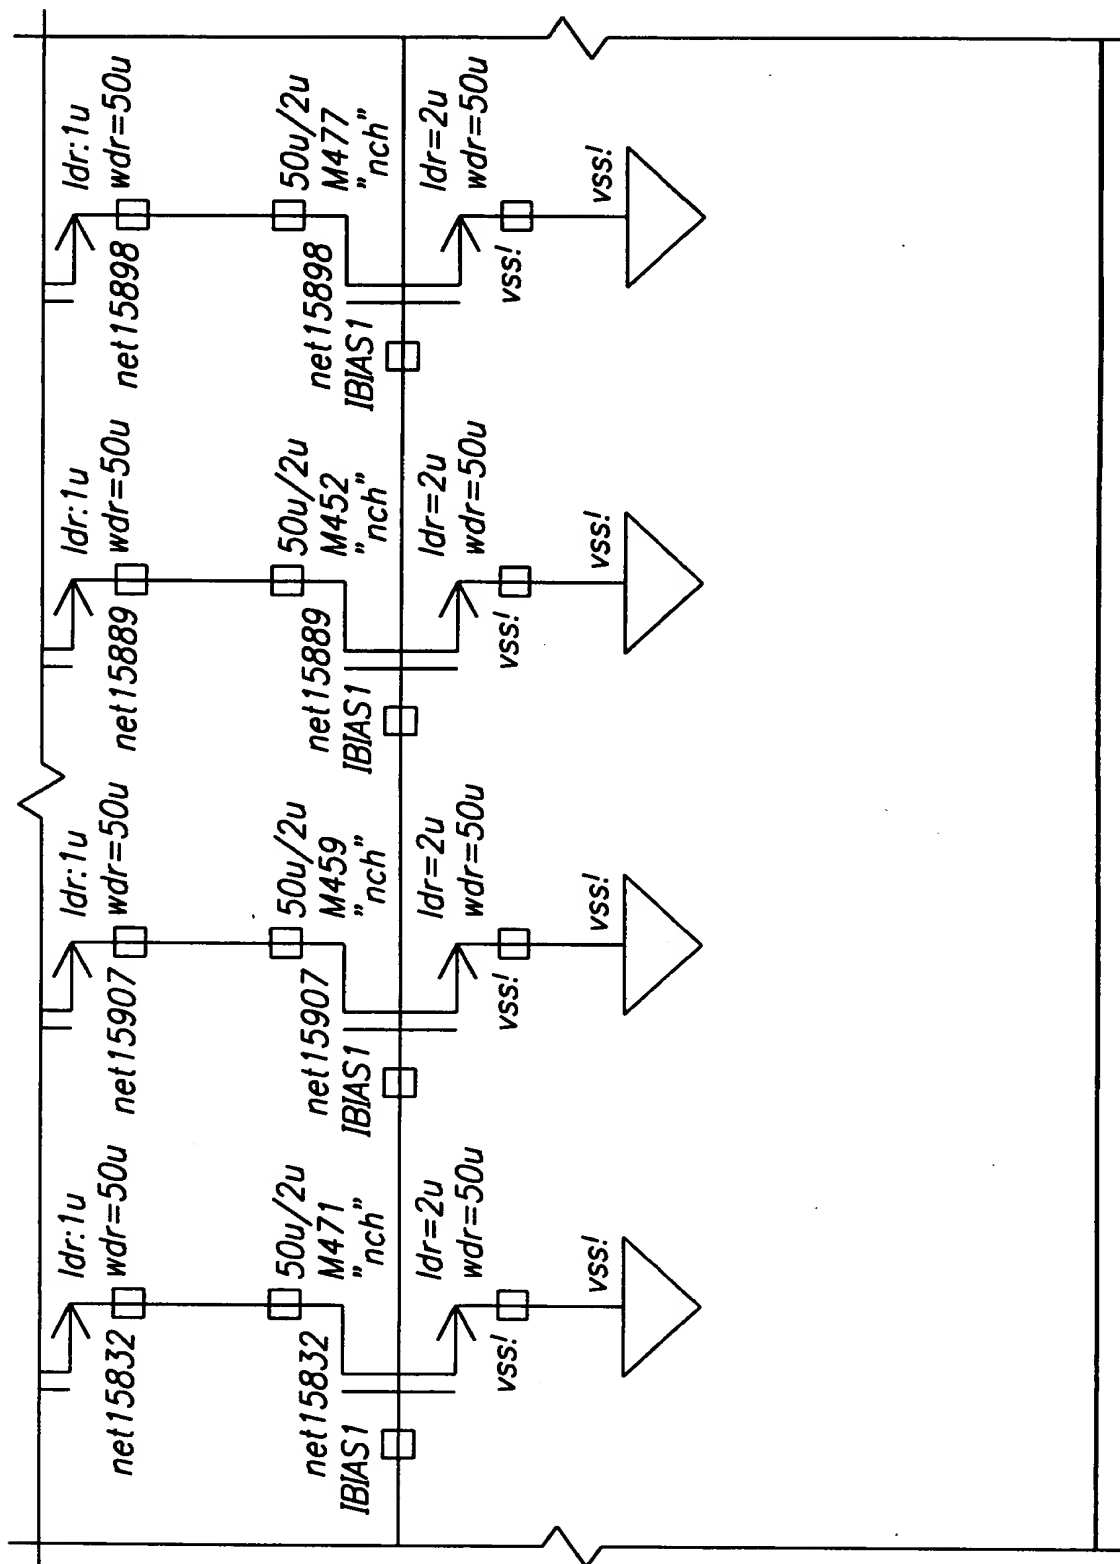 ldr:1u
wdr=50u
net15898
50u/2u
M477
"nch"
net15898
IBIAS1
ldr=2u
wdr=50u
vss!
vss!
ldr:1u
wdr=50u
net15889
50u/2u
M452
"nch"
net15889
IBIAS1
ldr=2u
wdr=50u
vss!
vss!
ldr:1u
wdr=50u
net15907
50u/2u
M459
"nch"
net15907
IBIAS1
ldr=2u
wdr=50u
vss!
vss!
ldr:1u
wdr=50u
net15832
50u/2u
M471
"nch"
net15832
IBIAS1
ldr=2u
wdr=50u
vss!
vss!